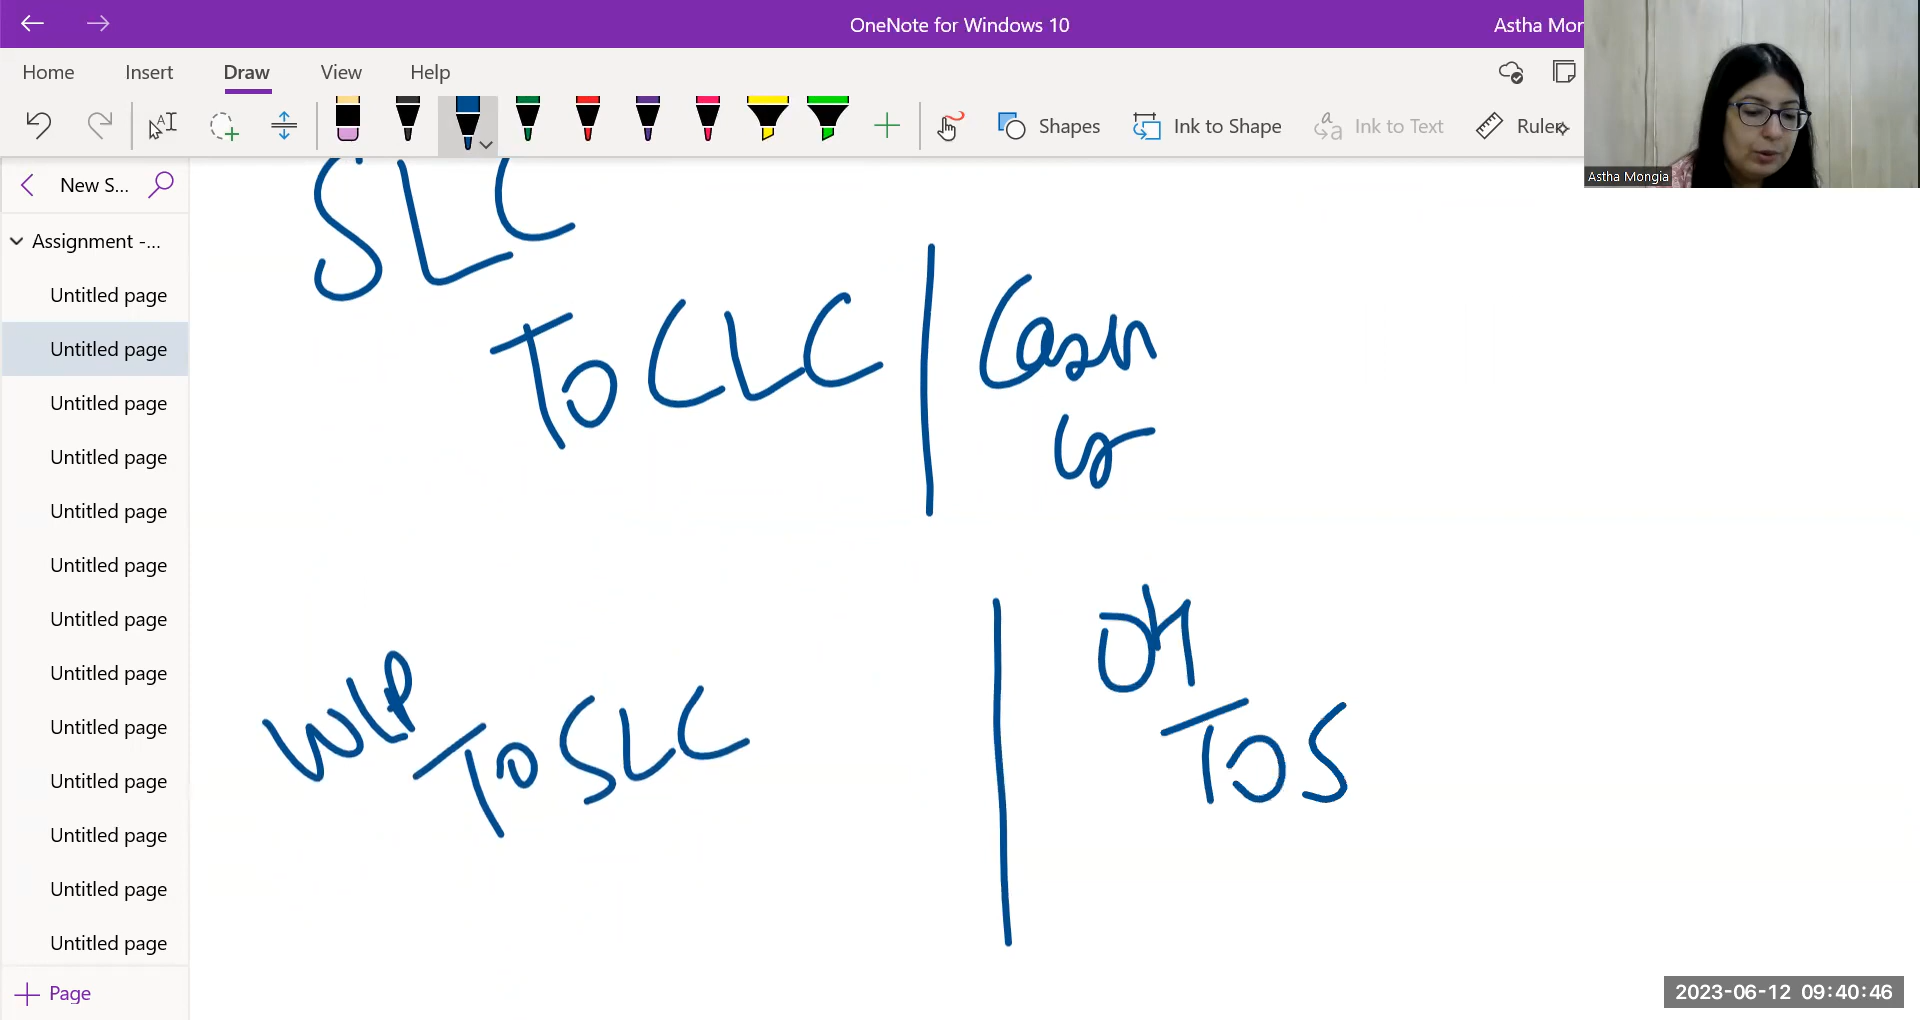 OneNote for Windows 10
Astha Mon
Home Insert Draw View Help
Shapes Ink to Shape Ink to Text Ruler
Astha Mongia
New S...
Assignment -...
Untitled page
Untitled page
Untitled page
Untitled page
Untitled page
Untitled page
Untitled page
Untitled page
Untitled page
Untitled page
Untitled page
Untitled page
Untitled page
Page
SLC
To CLC | Cash
WIP
To SLC
OH
To S
2023-06-12 09:40:46